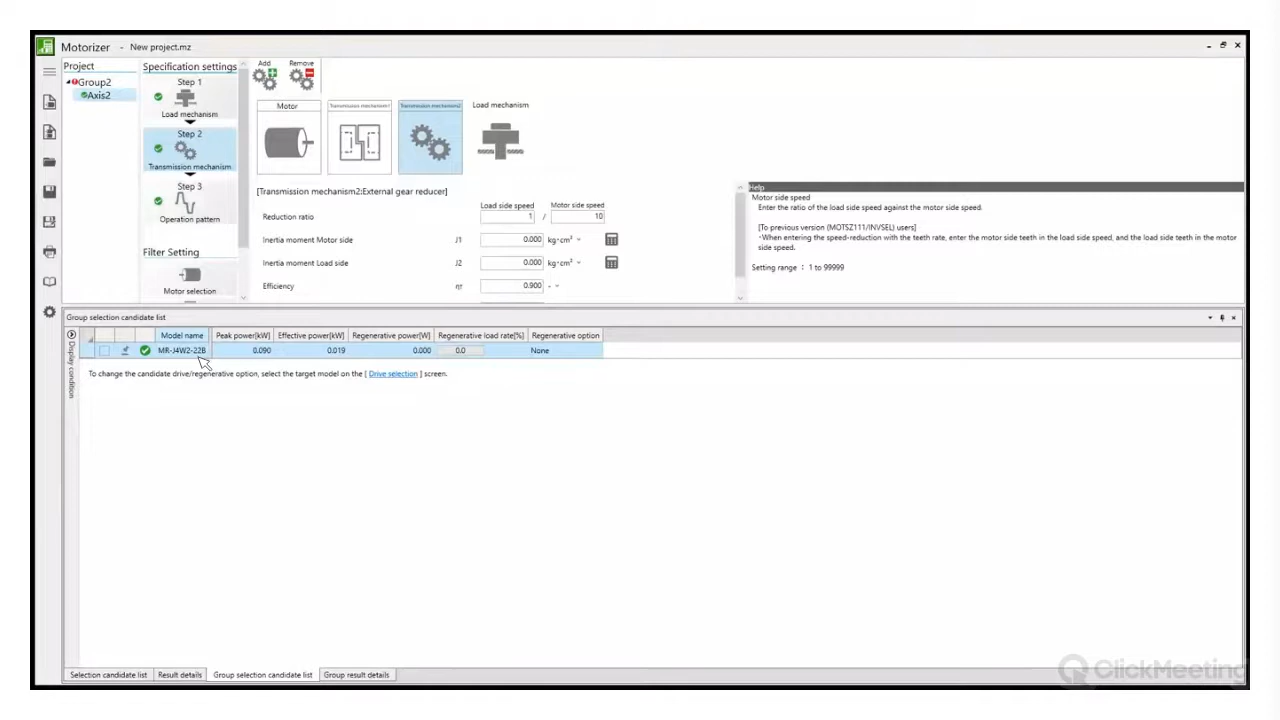 Motorizer - New project.mz
Project
Group2
Axis2
Specification settings
Step 1
Load mechanism
Step 2
Transmission mechanism
Step 3
Operation pattern
Filter Setting
Motor selection
Add
Remove
Motor
Transmission mechanism1
Transmission mechanism2
Load mechanism
[Transmission mechanism2:External gear reducer]
Load side speed
Motor side speed
Reduction ratio
1 / 10
Inertia moment Motor side J1 0.000 kg·cm²
Inertia moment Load side J2 0.000 kg·cm²
Efficiency 0.900 -
Help
Motor side speed
Enter the ratio of the load side speed against the motor side speed.
[To previous version (MOTSZ111/INVSEL) users]
·When entering the speed-reduction with the teeth rate, enter the motor side teeth in the load side speed, and the load side teeth in the motor
side speed.
Setting range : 1 to 99999
Group selection candidate list
Display condition
Model name Peak power[kW] Effective power[kW] Regenerative power[W] Regenerative load rate[%] Regenerative option
MR-J4W2-22B 0.090 0.019 0.000 0.0 None
To change the candidate drive/regenerative option, select the target model on the [ Drive selection ] screen.
Selection candidate list
Result details
Group selection candidate list
Group result details
ClickMeeting